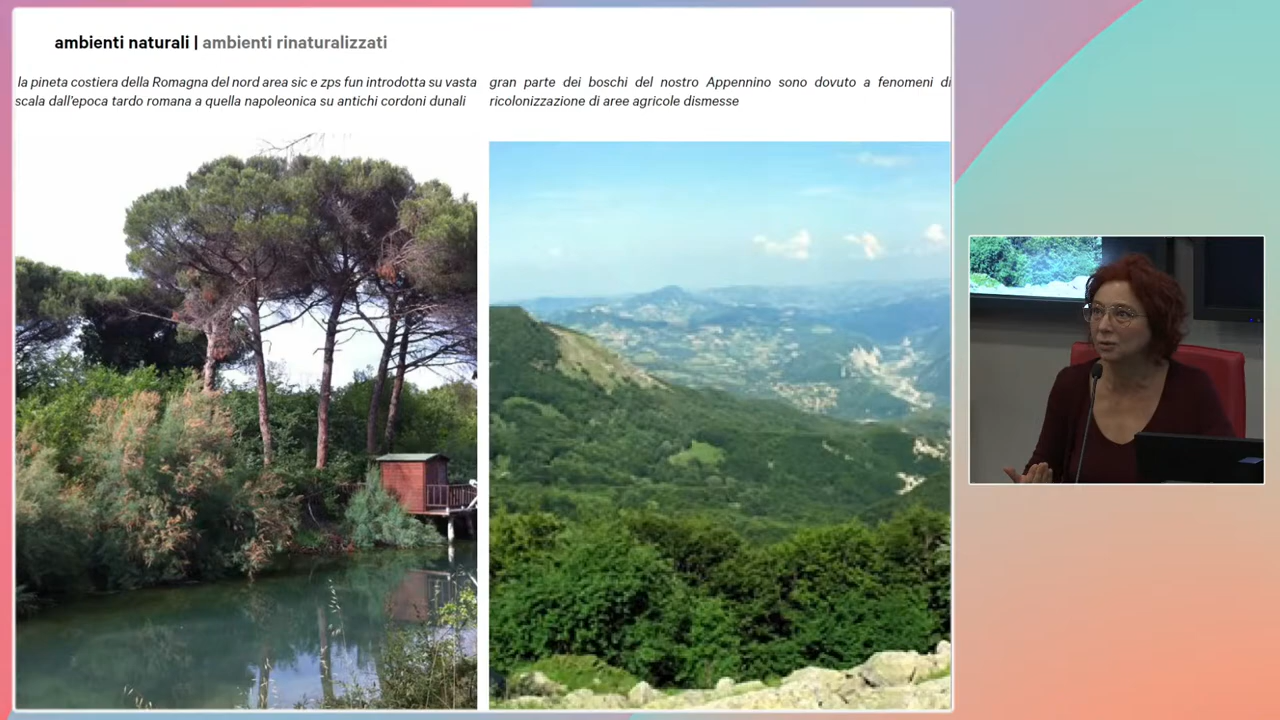 ambienti naturali | ambienti rinaturalizzati
la pineta costiera della Romagna del nord area sic e zps fun introdotta su vasta
scala dall'epoca tardo romana a quella napoleonica su antichi cordoni dunali
gran parte dei boschi del nostro Appennino sono dovuto a fenomeni di
ricolonizzazione di aree agricole dismesse